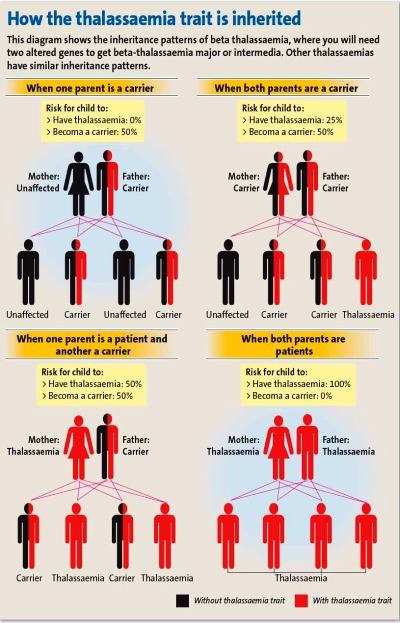 How the thalassaemia trait is inherited
This diagram shows the inheritance patterns of beta thalassaemia, where you will need
two altered genes to get beta-thalassaemia major or intermedia. Other thalassaemias
have similar inheritance patterns.
When one parent is a carrier
Risk for child to:
> Have thalassaemia: 0%
> Becoma a carrier: 50%
Mother:
Unaffected
Father:
Carrier
Unaffected
Carrier
Unaffected
Carrier
When both parents are a carrier
Risk for child to:
> Have thalassaemia: 25%
> Becoma a carrier: 50%
Mother:
Carrier
Father:
Carrier
Unaffected
Carrier
Carrier
Thalassaemia
When one parent is a patient and
another a carrier
Risk for child to:
> Have thalassaemia: 50%
> Becoma a carrier: 50%
Mother:
Thalassaemia
Father:
Carrier
Carrier
Thalassaemia
Carrier
Thalassaemia
When both parents are
patients
Risk for child to:
> Have thalassaemia: 100%
> Becoma a carrier: 0%
Mother:
Thalassaemia
Father:
Thalassaemia
Thalassaemia
Without thalassaemia trait
With thalassaemia trait